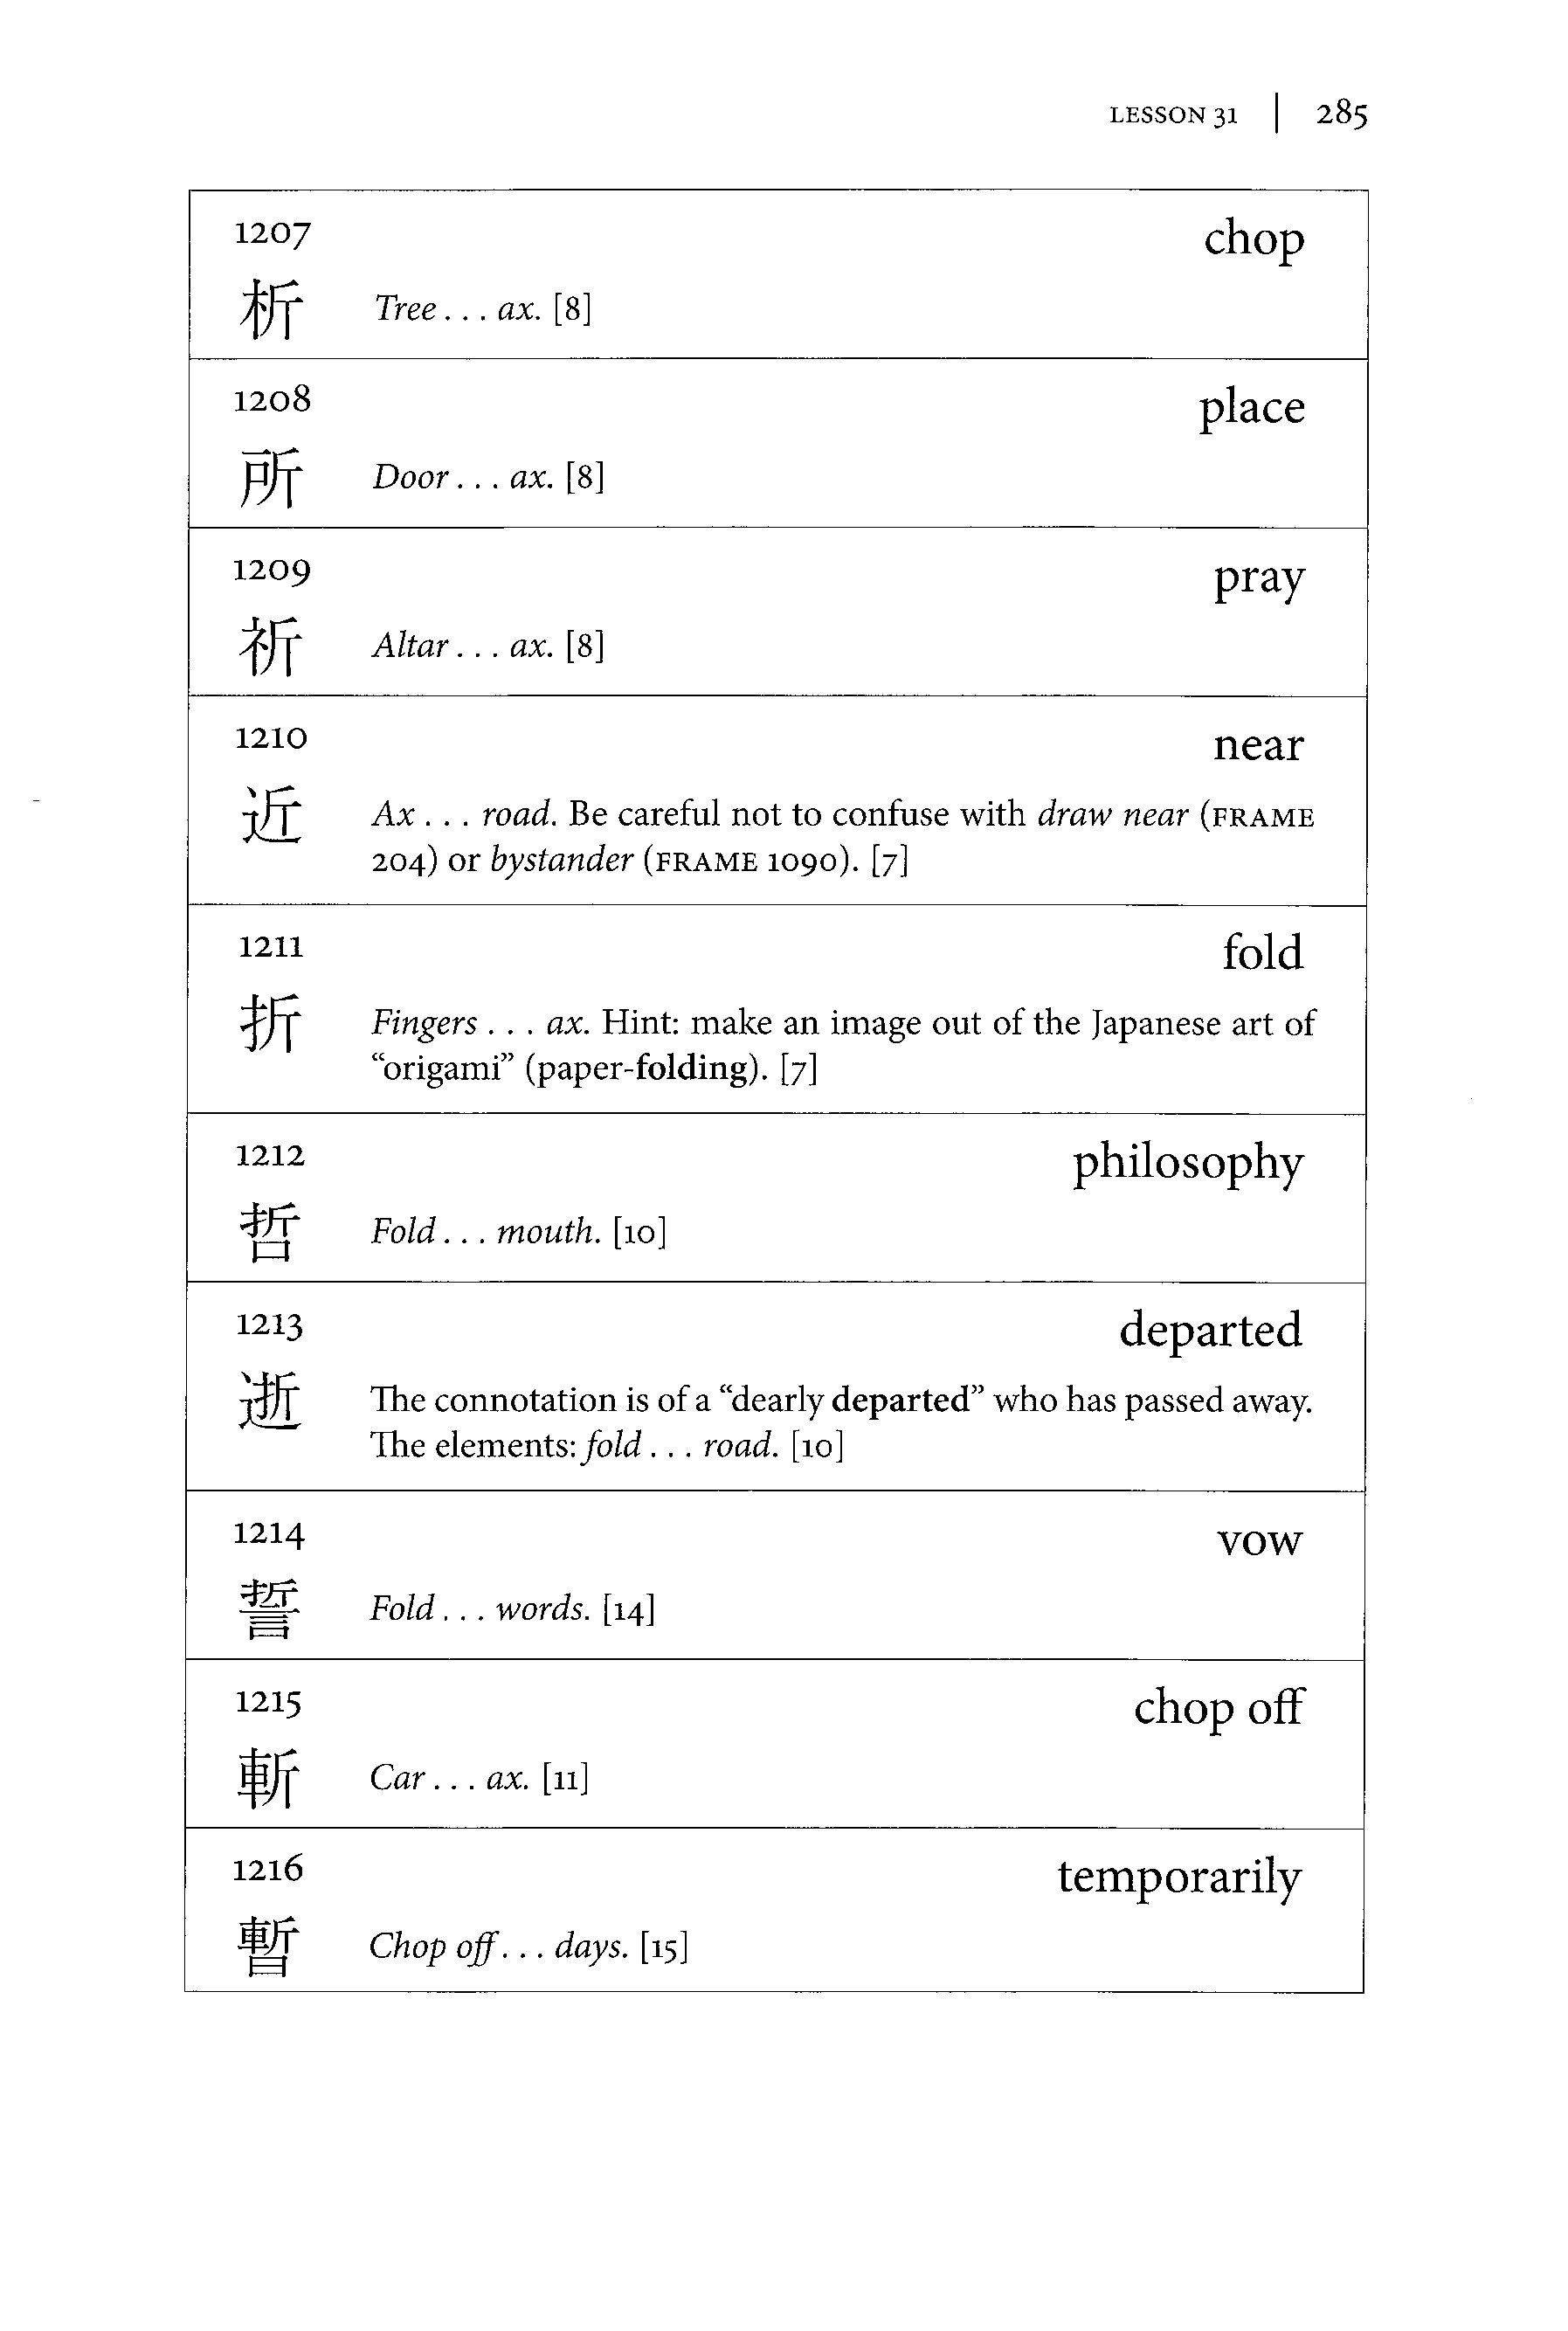 LESSON 31 | 285
1207 chop
析 Tree . . . ax. [8]
1208 place
所 Door . . . ax. [8]
1209 pray
祈 Altar . . . ax. [8]
1210 near
近 Ax . . . road. Be careful not to confuse with draw near (FRAME
204) or bystander (FRAME 1090). [7]
1211 fold
折 Fingers . . . ax. Hint: make an image out of the Japanese art of
“origami” (paper-folding). [7]
1212 philosophy
哲 Fold . . . mouth. [10]
1213 departed
逝 The connotation is of a “dearly departed” who has passed away.
The elements: fold . . . road. [10]
1214 vow
誓 Fold . . . words. [14]
1215 chop off
斬 Car . . . ax. [11]
1216 temporarily
暫 Chop off . . . days. [15]